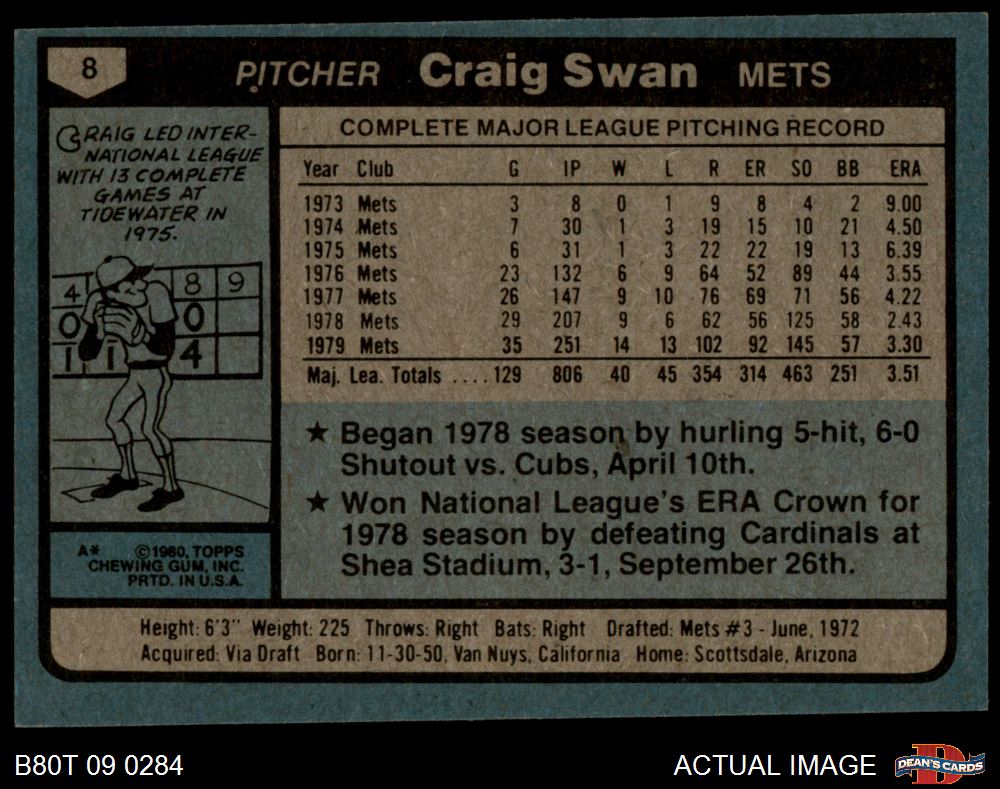 8 PITCHER Craig Swan METS
CRAIG LED INTER-
NATIONAL LEAGUE
WITH 13 COMPLETE
GAMES AT
TIDEWATER IN
1975.
4 8 9
0 0
1 1 4
A* ©1980, TOPPS
CHEWING GUM, INC.
PRTD. IN U.S.A.
COMPLETE MAJOR LEAGUE PITCHING RECORD
Year Club G IP W L R ER SO BB ERA
1973 Mets 3 8 0 1 9 8 4 2 9.00
1974 Mets 7 30 1 3 19 15 10 21 4.50
1975 Mets 6 31 1 3 22 22 19 13 6.39
1976 Mets 23 132 6 9 64 52 89 44 3.55
1977 Mets 26 147 9 10 76 69 71 56 4.22
1978 Mets 29 207 9 6 62 56 125 58 2.43
1979 Mets 35 251 14 13 102 92 145 57 3.30
Maj. Lea. Totals ....129 806 40 45 354 314 463 251 3.51
★ Began 1978 season by hurling 5-hit, 6-0
Shutout vs. Cubs, April 10th.
★ Won National League's ERA Crown for
1978 season by defeating Cardinals at
Shea Stadium, 3-1, September 26th.
Height: 6'3" Weight: 225 Throws: Right Bats: Right Drafted: Mets #3 - June, 1972
Acquired: Via Draft Born: 11-30-50, Van Nuys, California Home: Scottsdale, Arizona
B80T 09 0284 ACTUAL IMAGE D DEAN'S CARDS